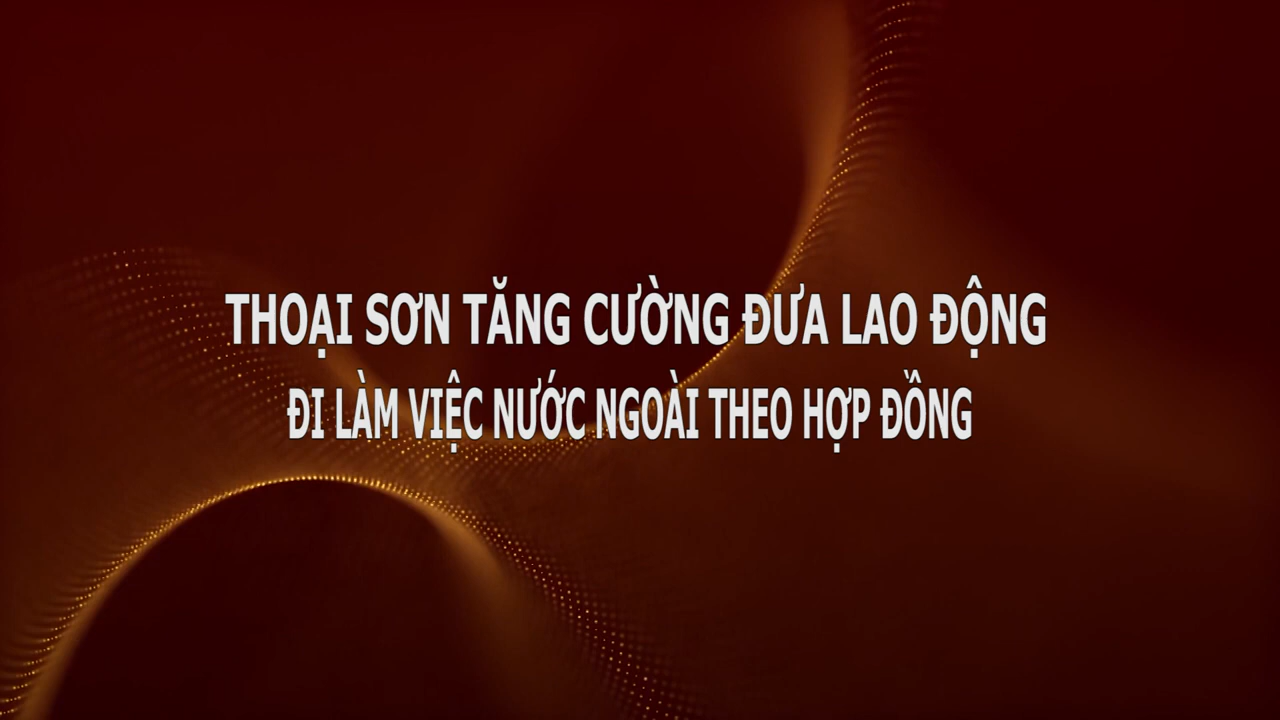 THOẠI SƠN TĂNG CƯỜNG ĐƯA LAO ĐỘNG
ĐI LÀM VIỆC NƯỚC NGOÀI THEO HỢP ĐỒNG